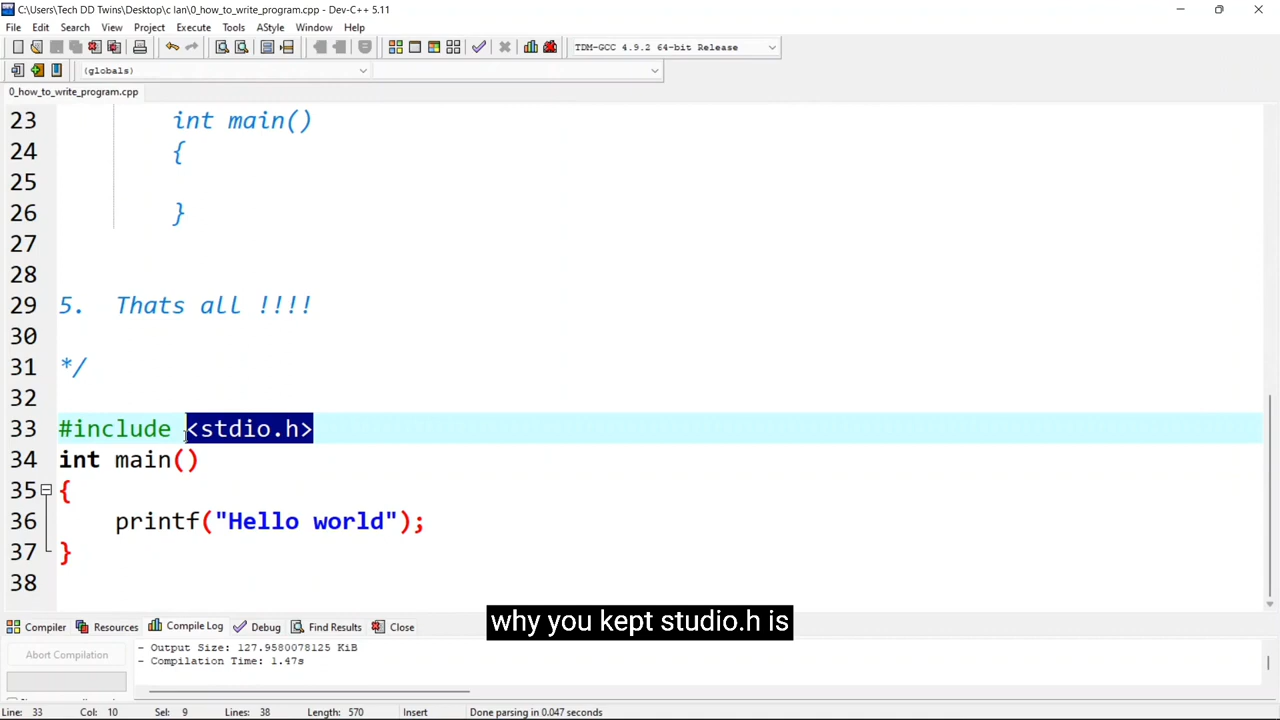 C:\Users\Tech DD Twins\Desktop\c lan\0_how_to_write_program.cpp - Dev-C++ 5.11
File Edit Search View Project Execute Tools AStyle Window Help
TDM-GCC 4.9.2 64-bit Release
(globals)
0_how_to_write_program.cpp
23 int main()
24 {
25
26 }
27
28
29 5. Thats all !!!!
30
31 */
32
33 #include <stdio.h>
34 int main()
35 {
36 printf("Hello world");
37 }
38
why you kept studio.h is
Compiler Resources Compile Log Debug Find Results Close
Abort Compilation
- Output Size: 127.9580078125 KiB
- Compilation Time: 1.47s
Line: 33 Col: 10 Sel: 9 Lines: 38 Length: 570 Insert Done parsing in 0.047 seconds